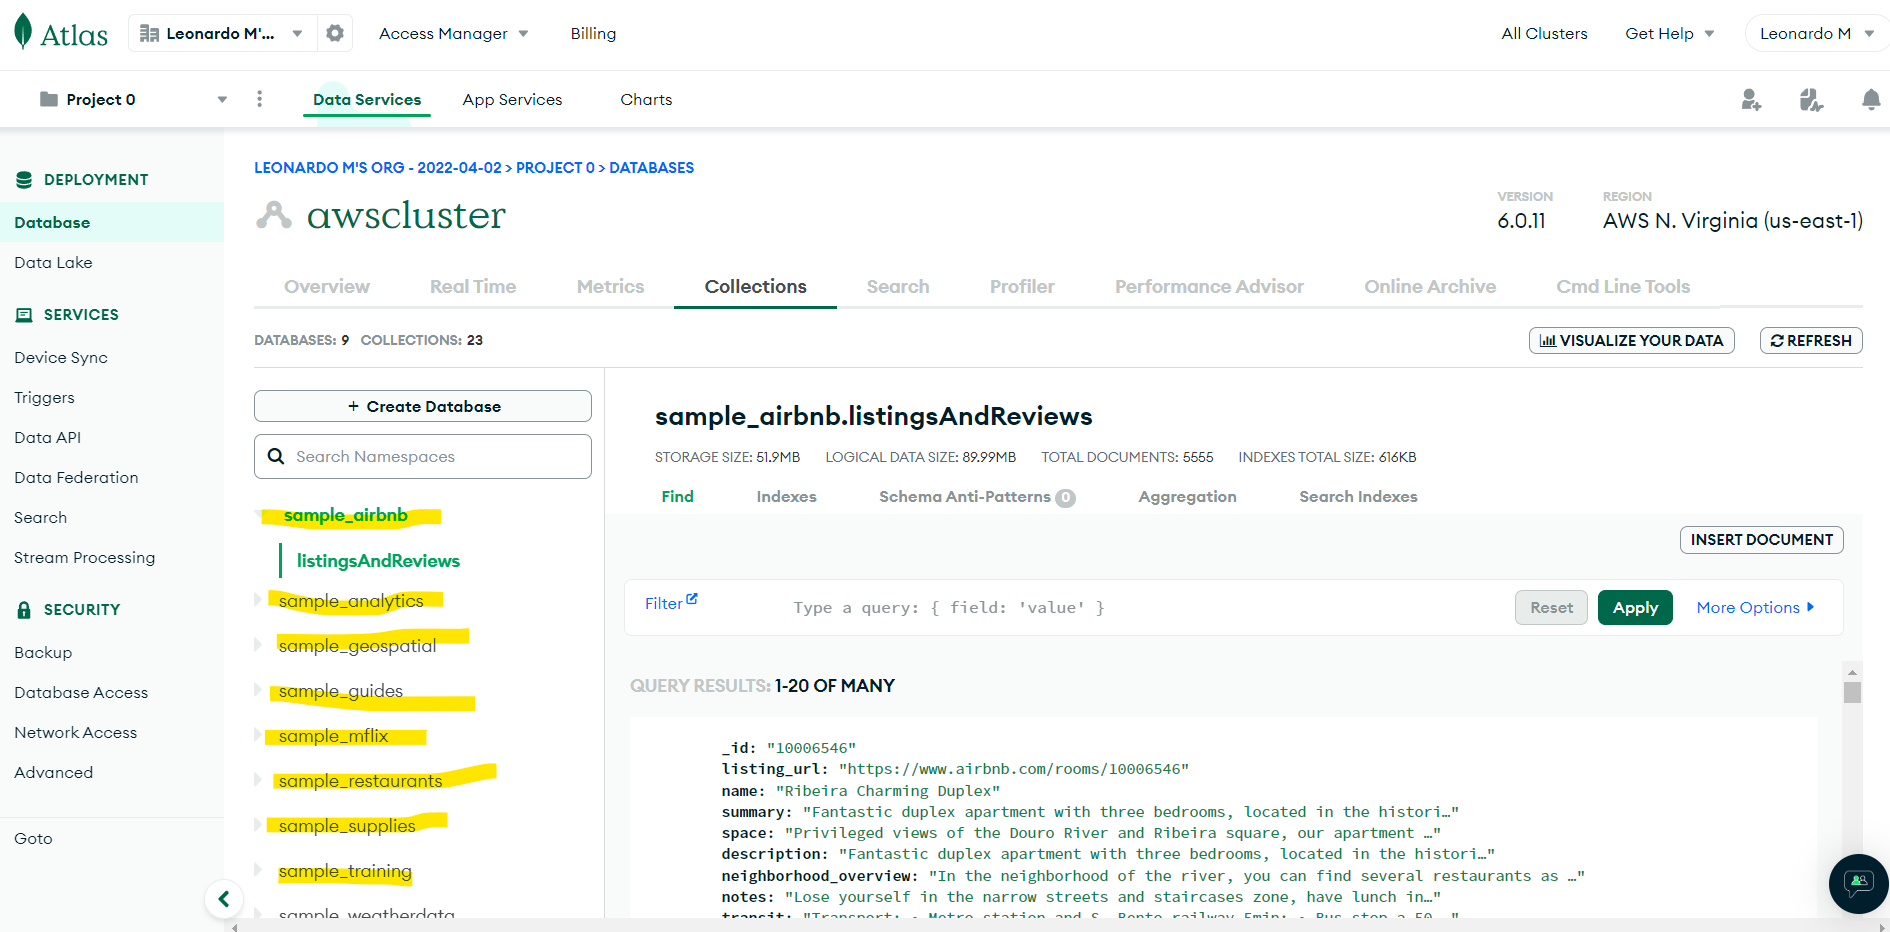 Atlas
Leonardo M'...
Access Manager
Billing
All Clusters
Get Help
Leonardo M
Project 0
Data Services
App Services
Charts
DEPLOYMENT
Database
Data Lake
SERVICES
Device Sync
Triggers
Data API
Data Federation
Search
Stream Processing
SECURITY
Backup
Database Access
Network Access
Advanced
Goto
LEONARDO M'S ORG - 2022-04-02 > PROJECT 0 > DATABASES
awscluster
VERSION
6.0.11
REGION
AWS N. Virginia (us-east-1)
Overview
Real Time
Metrics
Collections
Search
Profiler
Performance Advisor
Online Archive
Cmd Line Tools
DATABASES: 9 COLLECTIONS: 23
VISUALIZE YOUR DATA
REFRESH
+ Create Database
Search Namespaces
sample_airbnb
listingsAndReviews
sample_analytics
sample_geospatial
sample_guides
sample_mflix
sample_restaurants
sample_supplies
sample_training
sample_weatherdata
sample_airbnb.listingsAndReviews
STORAGE SIZE: 51.9MB LOGICAL DATA SIZE: 89.99MB TOTAL DOCUMENTS: 5555 INDEXES TOTAL SIZE: 616KB
Find
Indexes
Schema Anti-Patterns 0
Aggregation
Search Indexes
INSERT DOCUMENT
Filter
Type a query: { field: 'value' }
Reset
Apply
More Options
QUERY RESULTS: 1-20 OF MANY
_id: "10006546"
listing_url: "https://www.airbnb.com/rooms/10006546"
name: "Ribeira Charming Duplex"
summary: "Fantastic duplex apartment with three bedrooms, located in the histori…"
space: "Privileged views of the Douro River and Ribeira square, our apartment …"
description: "Fantastic duplex apartment with three bedrooms, located in the histori…"
neighborhood_overview: "In the neighborhood of the river, you can find several restaurants as …"
notes: "Lose yourself in the narrow streets and staircases zone, have lunch in…"
transit: "Transport: • Metro station and S. Bento railway 5min; • Bus stop a 50 …"